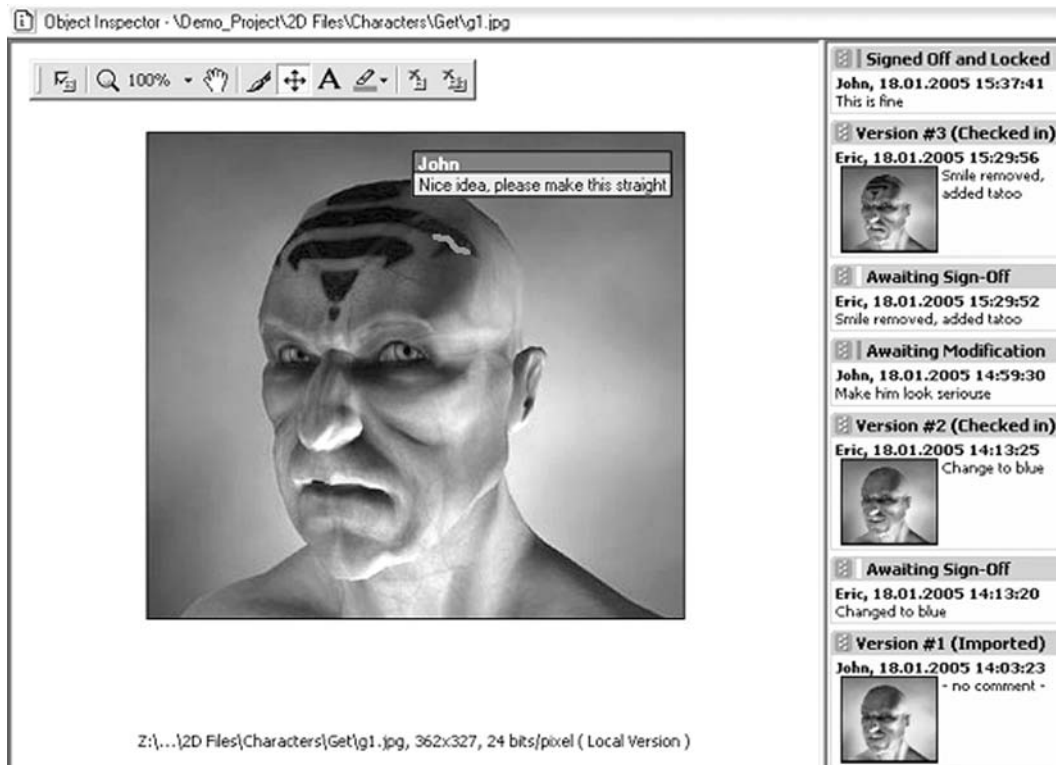 Object Inspector - \Demo_Project\2D Files\Characters\Get\g1.jpg
100%
A
John
Nice idea, please make this straight
Z:\...\2D Files\Characters\Get\g1.jpg, 362x327, 24 bits/pixel ( Local Version )
Signed Off and Locked
John, 18.01.2005 15:37:41
This is fine
Version #3 (Checked in)
Eric, 18.01.2005 15:29:56
Smile removed,
added tatoo
Awaiting Sign-Off
Eric, 18.01.2005 15:29:52
Smile removed, added tatoo
Awaiting Modification
John, 18.01.2005 14:59:30
Make him look seriouse
Version #2 (Checked in)
Eric, 18.01.2005 14:13:25
Change to blue
Awaiting Sign-Off
Eric, 18.01.2005 14:13:20
Changed to blue
Version #1 (Imported)
John, 18.01.2005 14:03:23
- no comment -